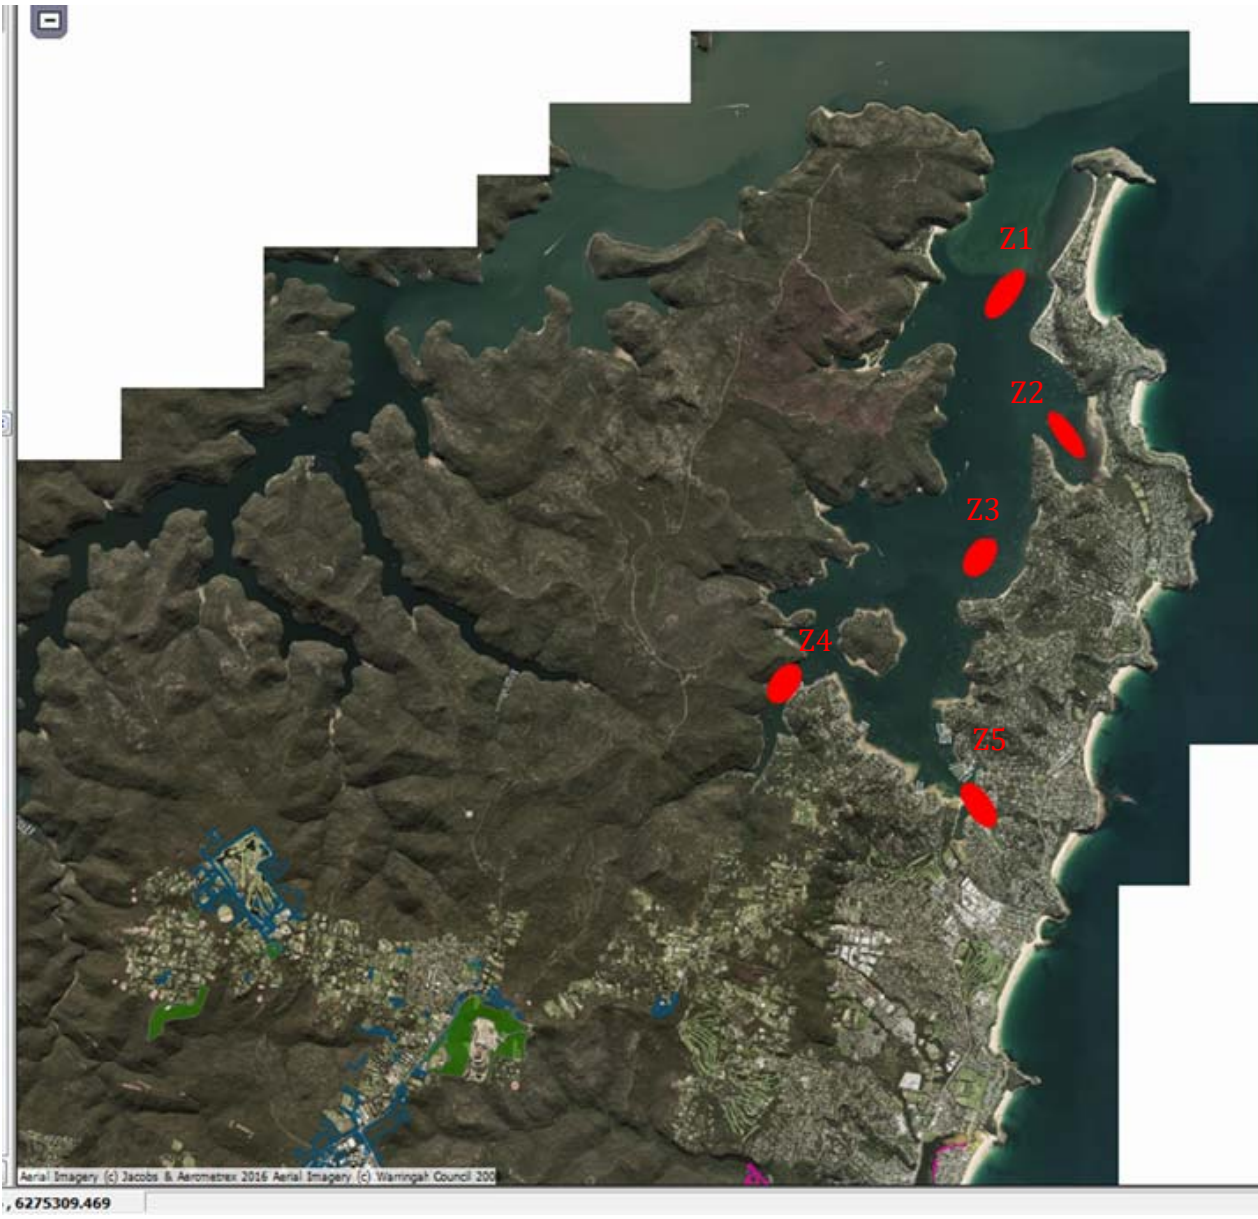 Z1
Z2
Z3
Z4
Z5
Aerial Imagery (c) Jacobs & Aerometrex 2016 Aerial Imagery (c) Warringah Council 200
, 6275309.469